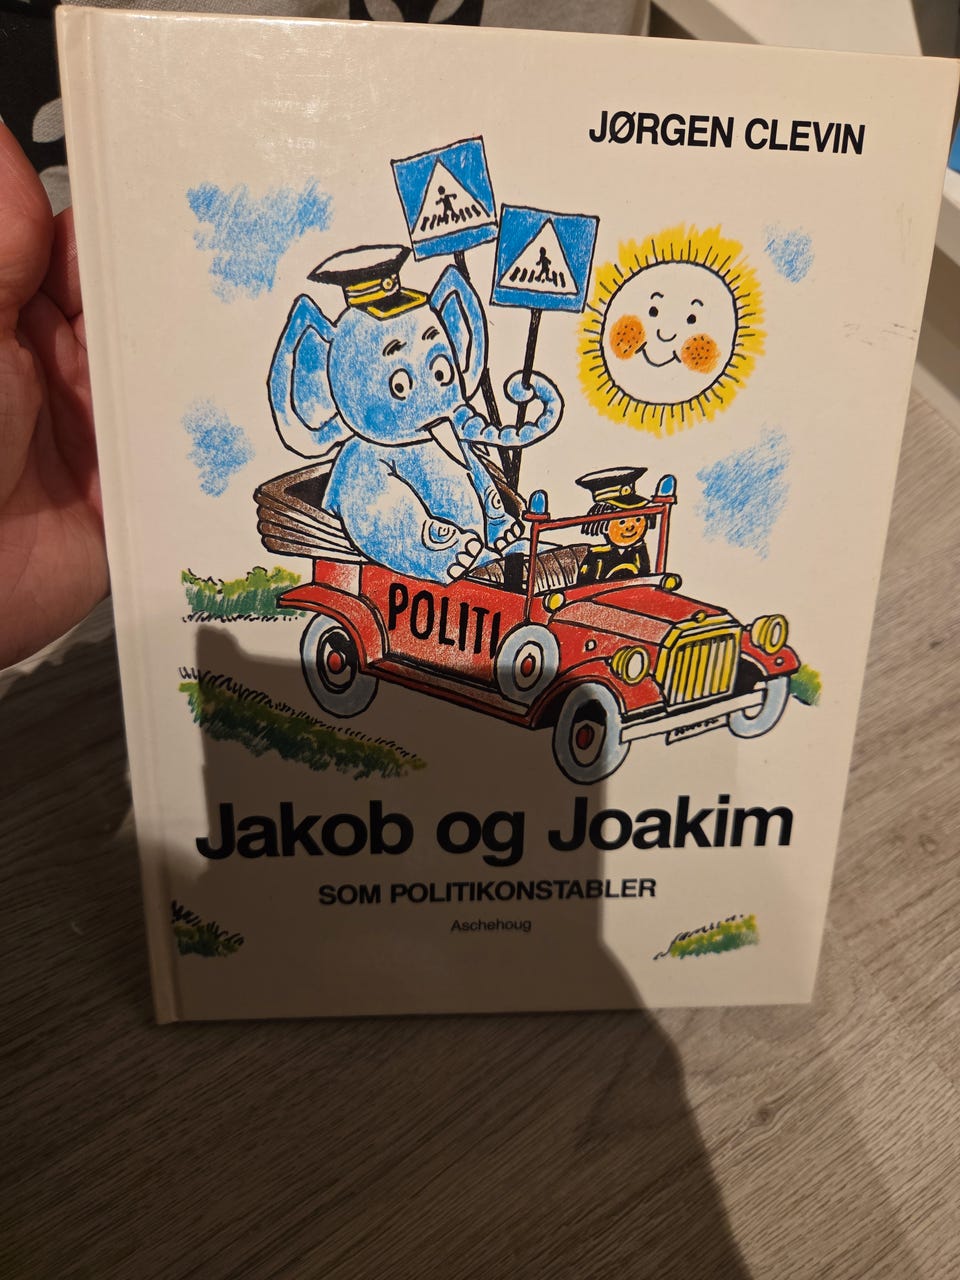 JØRGEN CLEVIN
POLITI
Jakob og Joakim
SOM POLITIKONSTABLER
Aschehoug